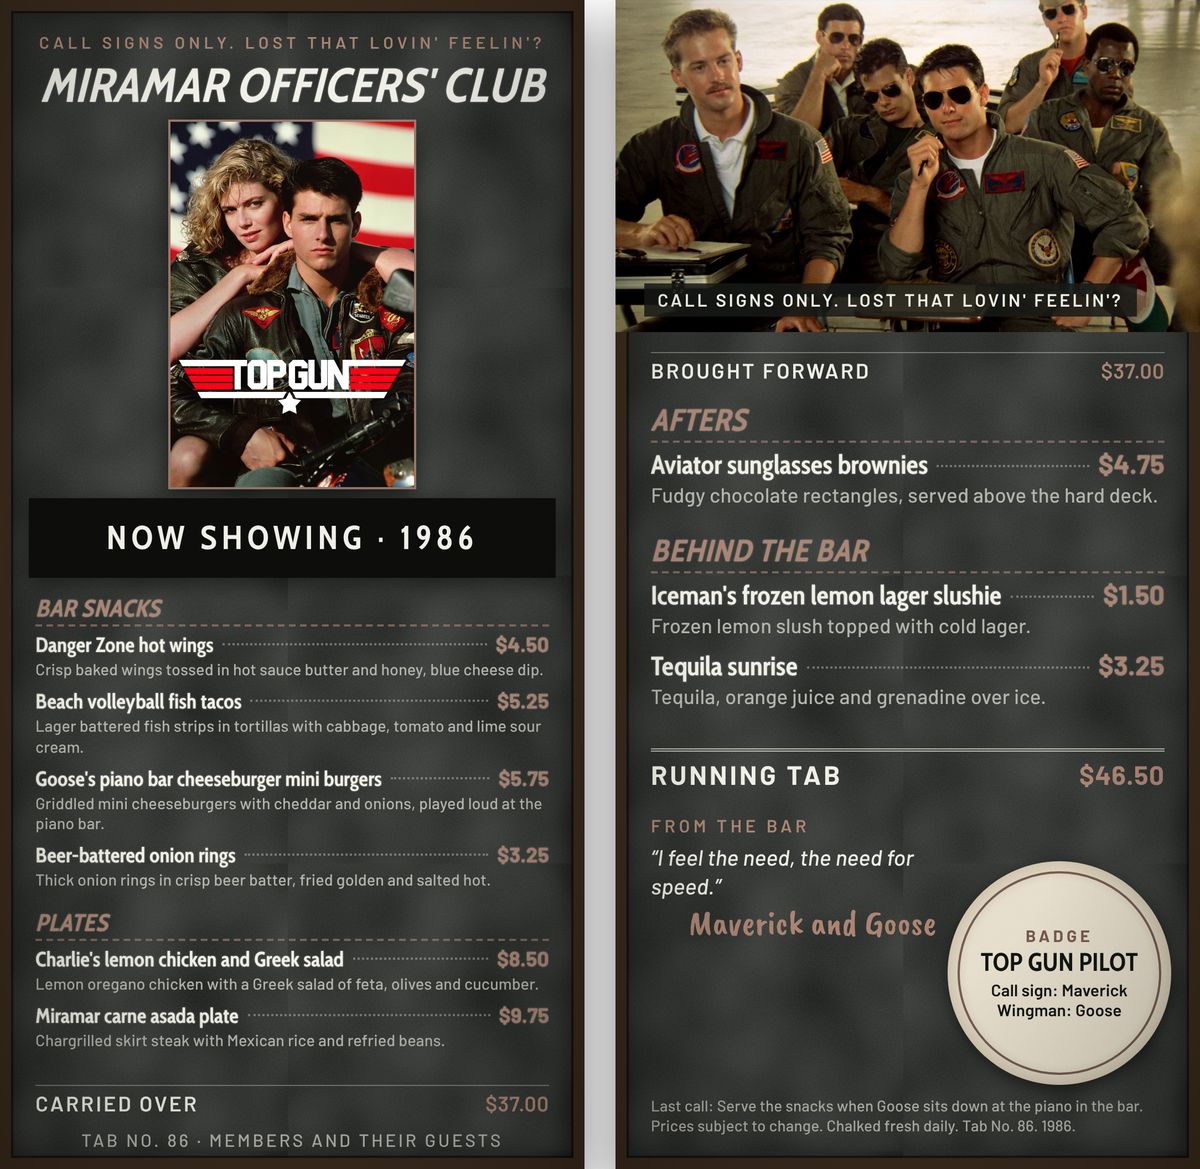 CALL SIGNS ONLY. LOST THAT LOVIN' FEELIN'?
MIRAMAR OFFICERS' CLUB
TOP GUN
NOW SHOWING · 1986
BAR SNACKS
Danger Zone hot wings $4.50
Crisp baked wings tossed in hot sauce butter and honey, blue cheese dip.
Beach volleyball fish tacos $5.25
Lager battered fish strips in tortillas with cabbage, tomato and lime sour
cream.
Goose's piano bar cheeseburger mini burgers $5.75
Griddled mini cheeseburgers with cheddar and onions, played loud at the
piano bar.
Beer-battered onion rings $3.25
Thick onion rings in crisp beer batter, fried golden and salted hot.
PLATES
Charlie's lemon chicken and Greek salad $8.50
Lemon oregano chicken with a Greek salad of feta, olives and cucumber.
Miramar carne asada plate $9.75
Chargrilled skirt steak with Mexican rice and refried beans.
CARRIED OVER $37.00
TAB NO. 86 · MEMBERS AND THEIR GUESTS
CALL SIGNS ONLY. LOST THAT LOVIN' FEELIN'?
BROUGHT FORWARD $37.00
AFTERS
Aviator sunglasses brownies $4.75
Fudgy chocolate rectangles, served above the hard deck.
BEHIND THE BAR
Iceman's frozen lemon lager slushie $1.50
Frozen lemon slush topped with cold lager.
Tequila sunrise $3.25
Tequila, orange juice and grenadine over ice.
RUNNING TAB $46.50
FROM THE BAR
“I feel the need, the need for
speed.”
Maverick and Goose
BADGE
TOP GUN PILOT
Call sign: Maverick
Wingman: Goose
Last call: Serve the snacks when Goose sits down at the piano in the bar.
Prices subject to change. Chalked fresh daily. Tab No. 86. 1986.